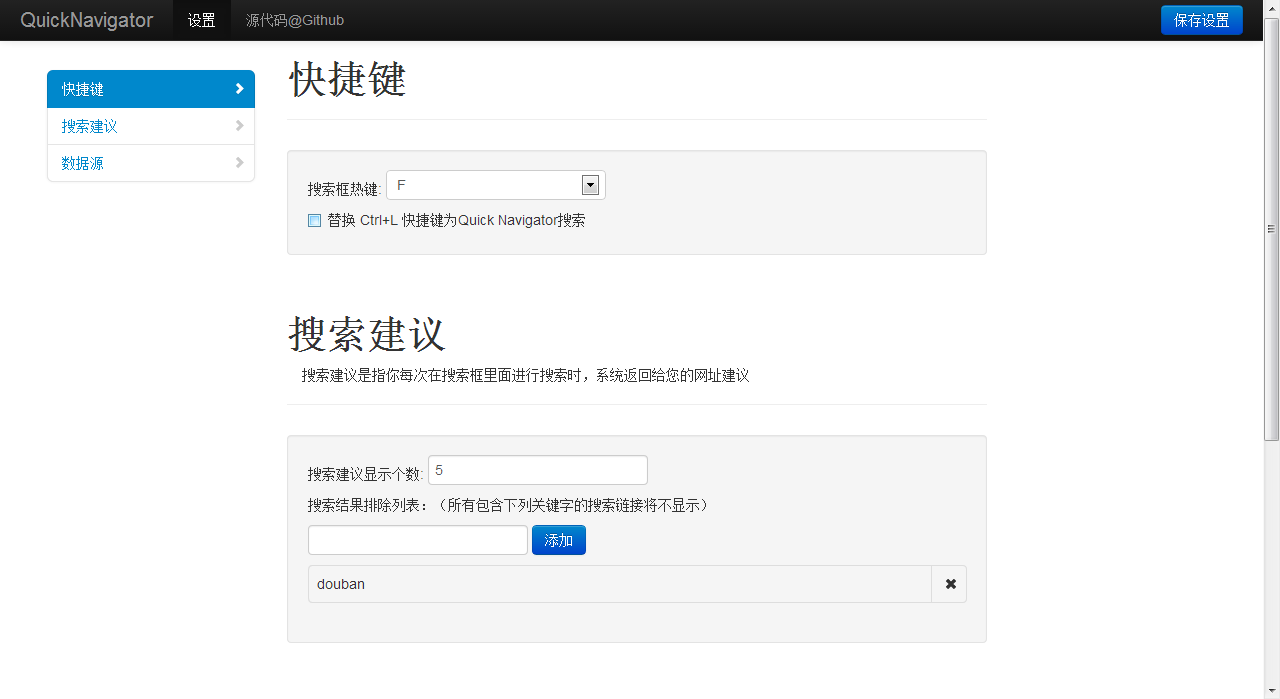 QuickNavigator 设置 源代码@Github 保存设置
快捷键
搜索建议
数据源
快捷键
搜索框热键: F
替换 Ctrl+L 快捷键为Quick Navigator搜索
搜索建议
搜索建议是指你每次在搜索框里面进行搜索时，系统返回给您的网址建议
搜索建议显示个数: 5
搜索结果排除列表：（所有包含下列关键字的搜索链接将不显示）
添加
douban